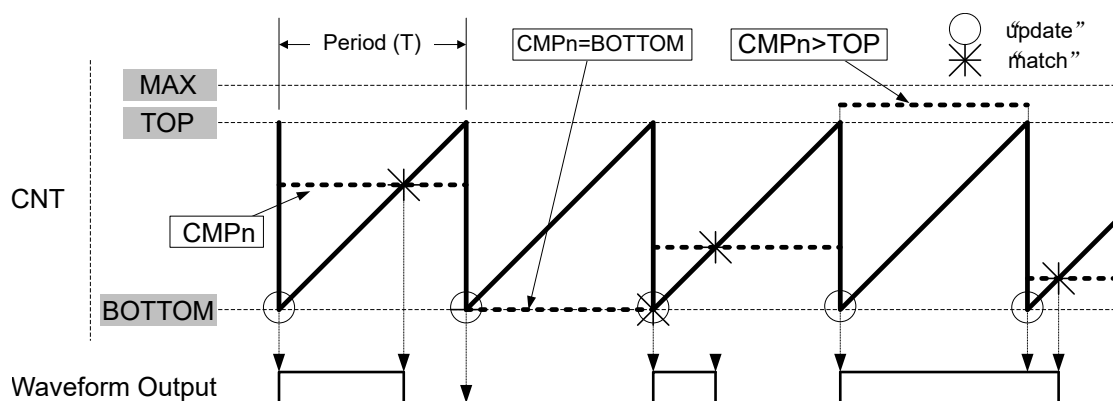 Period (T)
CMPn=BOTTOM
CMPn>TOP
“update”
“match”
MAX
TOP
CNT
CMPn
BOTTOM
Waveform Output